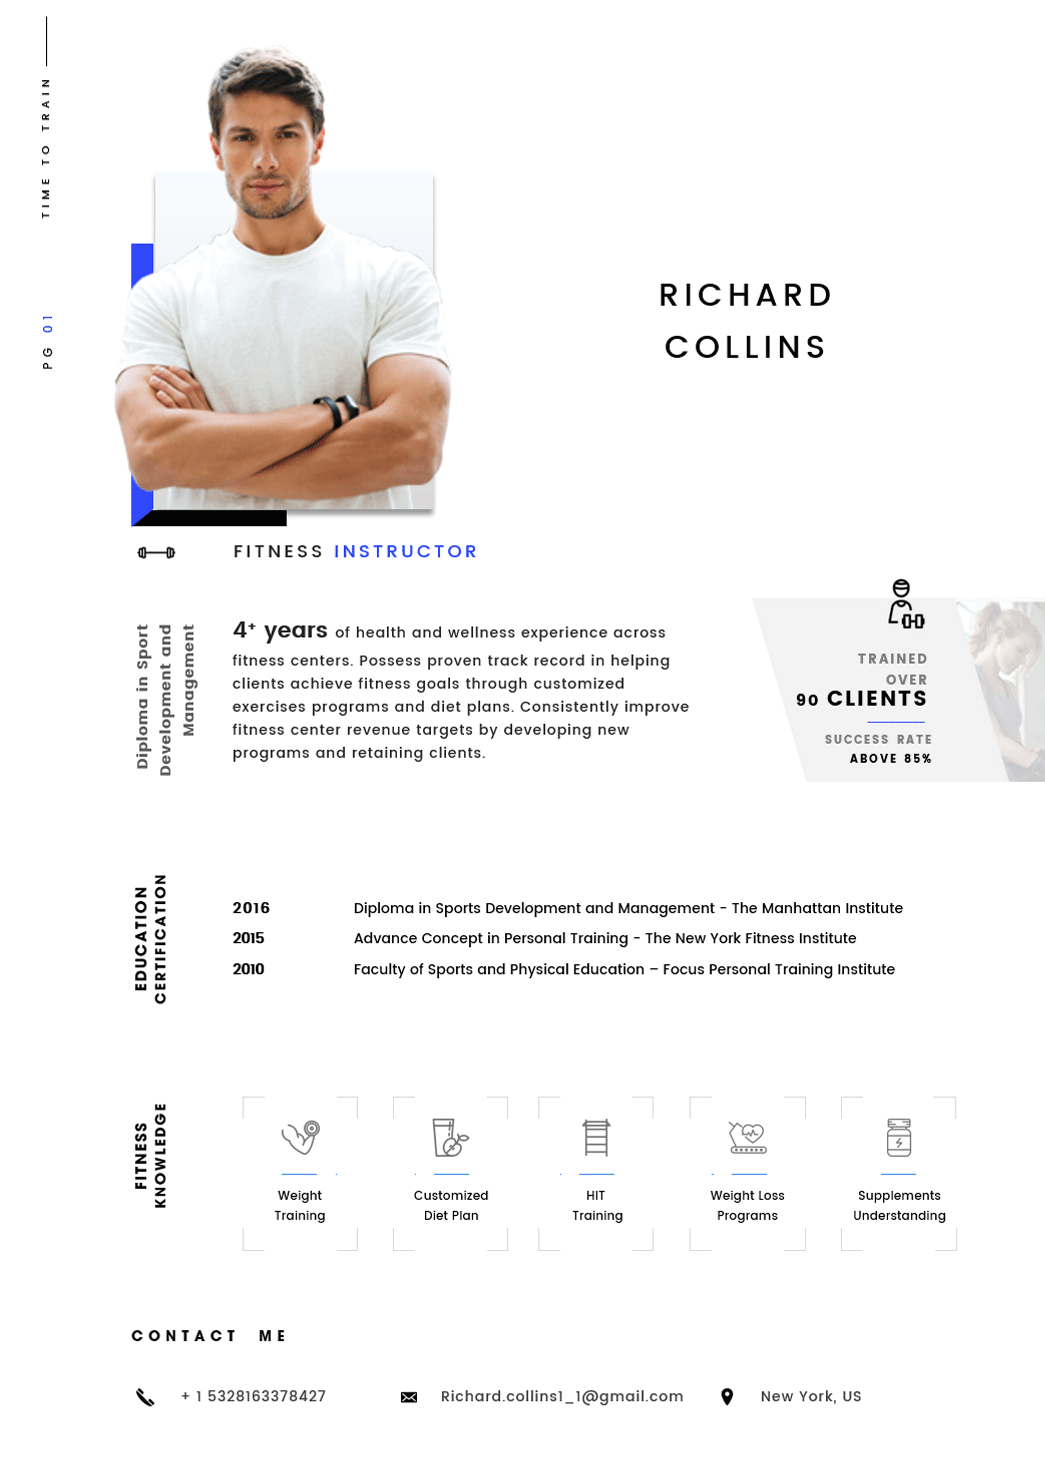 TIME TO TRAIN
PG 01
RICHARD
COLLINS
FITNESS INSTRUCTOR
Diploma in Sport
Development and
Management
4+ years of health and wellness experience across
fitness centers. Possess proven track record in helping
clients achieve fitness goals through customized
exercises programs and diet plans. Consistently improve
fitness center revenue targets by developing new
programs and retaining clients.
TRAINED
OVER
90 CLIENTS
SUCCESS RATE
ABOVE 85%
EDUCATION
CERTIFICATION
2016 Diploma in Sports Development and Management - The Manhattan Institute
2015 Advance Concept in Personal Training - The New York Fitness Institute
2010 Faculty of Sports and Physical Education – Focus Personal Training Institute
FITNESS
KNOWLEDGE
Weight
Training
Customized
Diet Plan
HIT
Training
Weight Loss
Programs
Supplements
Understanding
CONTACT ME
+ 1 5328163378427
Richard.collins1_1@gmail.com
New York, US